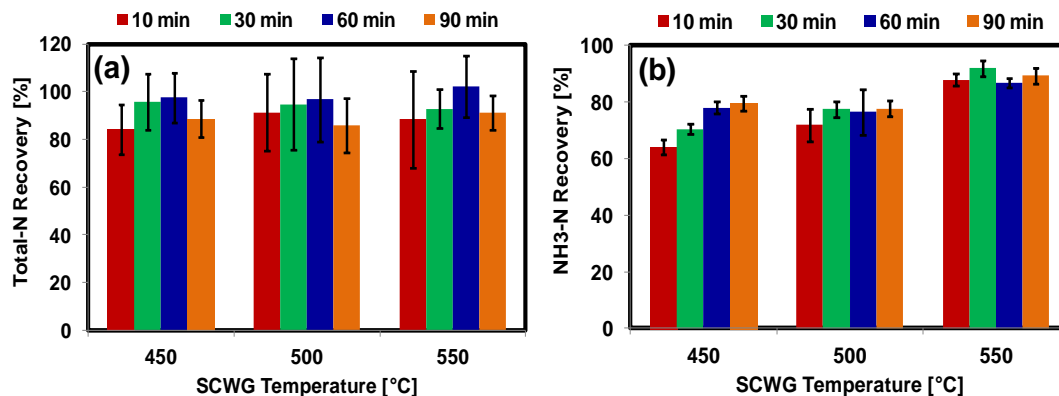 10 min 30 min 60 min 90 min
(a)
Total-N Recovery [%]
120
100
80
60
40
20
0
450 500 550
SCWG Temperature [°C]
10 min 30 min 60 min 90 min
(b)
NH3-N Recovery [%]
100
80
60
40
20
0
450 500 550
SCWG Temperature [°C]